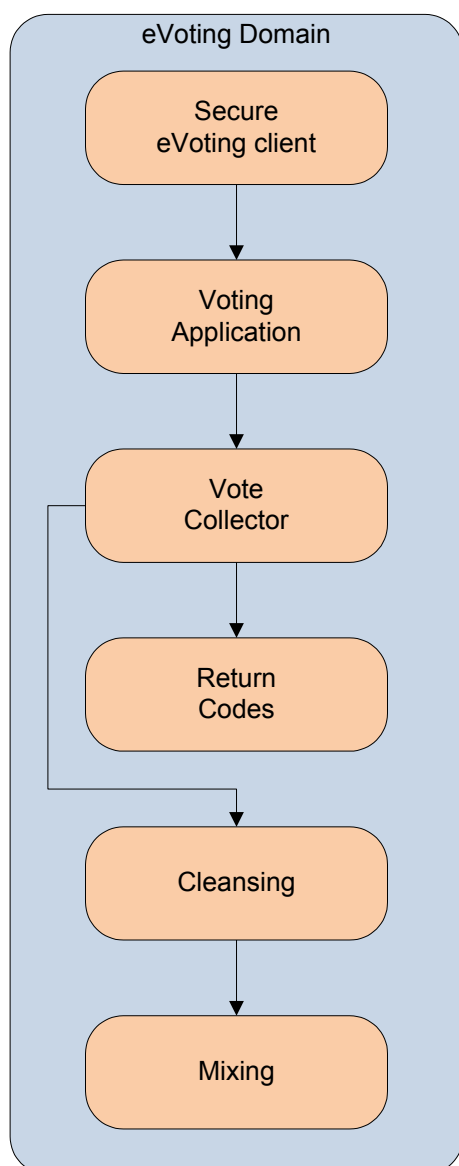 eVoting Domain
Secure
eVoting client
Voting
Application
Vote
Collector
Return
Codes
Cleansing
Mixing